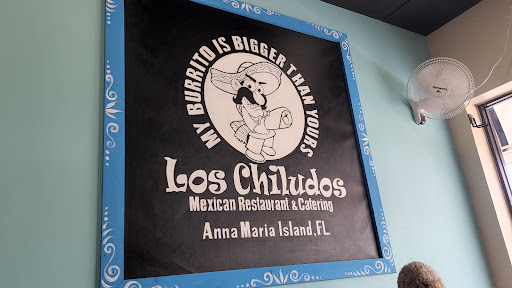 MY BURRITO IS BIGGER THAN YOURS
Los Chiludos
Mexican Restaurant & Catering
Anna Maria Island, FL